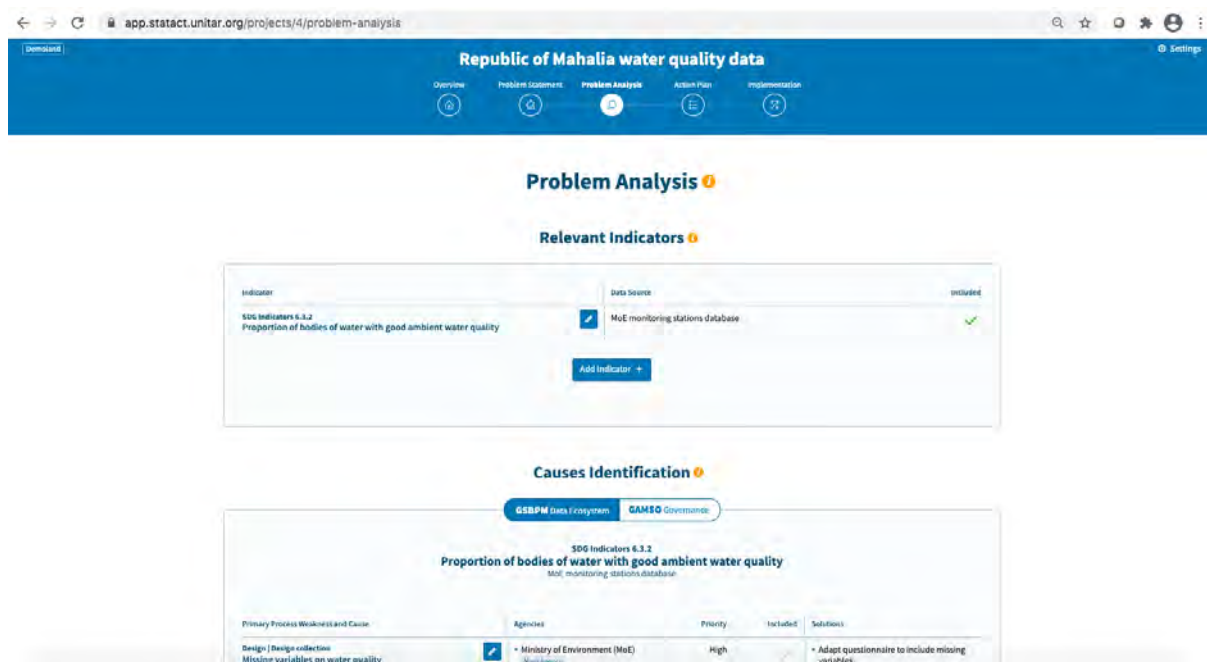 app.statact.unitar.org/projects/4/problem-analysis
Demoland
Settings
Republic of Mahalia water quality data
Overview
Problem Statement
Problem Analysis
Action Plan
Implementation
Problem Analysis
Relevant Indicators
Indicator
Data Source
Included
SDG Indicators 6.3.2
Proportion of bodies of water with good ambient water quality
MoE monitoring stations database
Add Indicator +
Causes Identification
GSBPM Data Ecosystem
GAMSO Governance
SDG Indicators 6.3.2
Proportion of bodies of water with good ambient water quality
MoE monitoring stations database
Primary Process Weakness and Cause
Agencies
Priority
Included
Solutions
Design | Design collection
Missing variables on water quality
• Ministry of Environment (MoE)
High
• Adapt questionnaire to include missing
variables